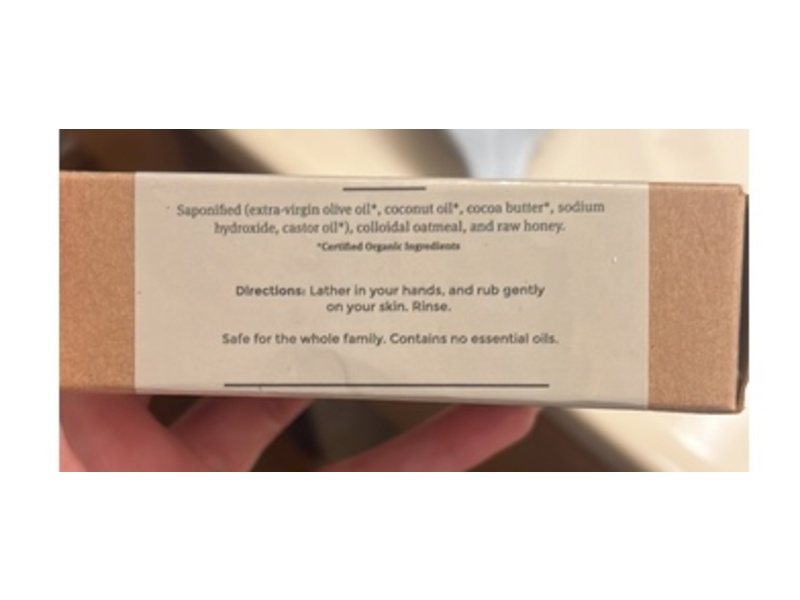 Saponified (extra-virgin olive oil*, coconut oil*, cocoa butter*, sodium
hydroxide, castor oil*), colloidal oatmeal, and raw honey.
*Certified Organic Ingredients
Directions: Lather in your hands, and rub gently
on your skin. Rinse.
Safe for the whole family. Contains no essential oils.